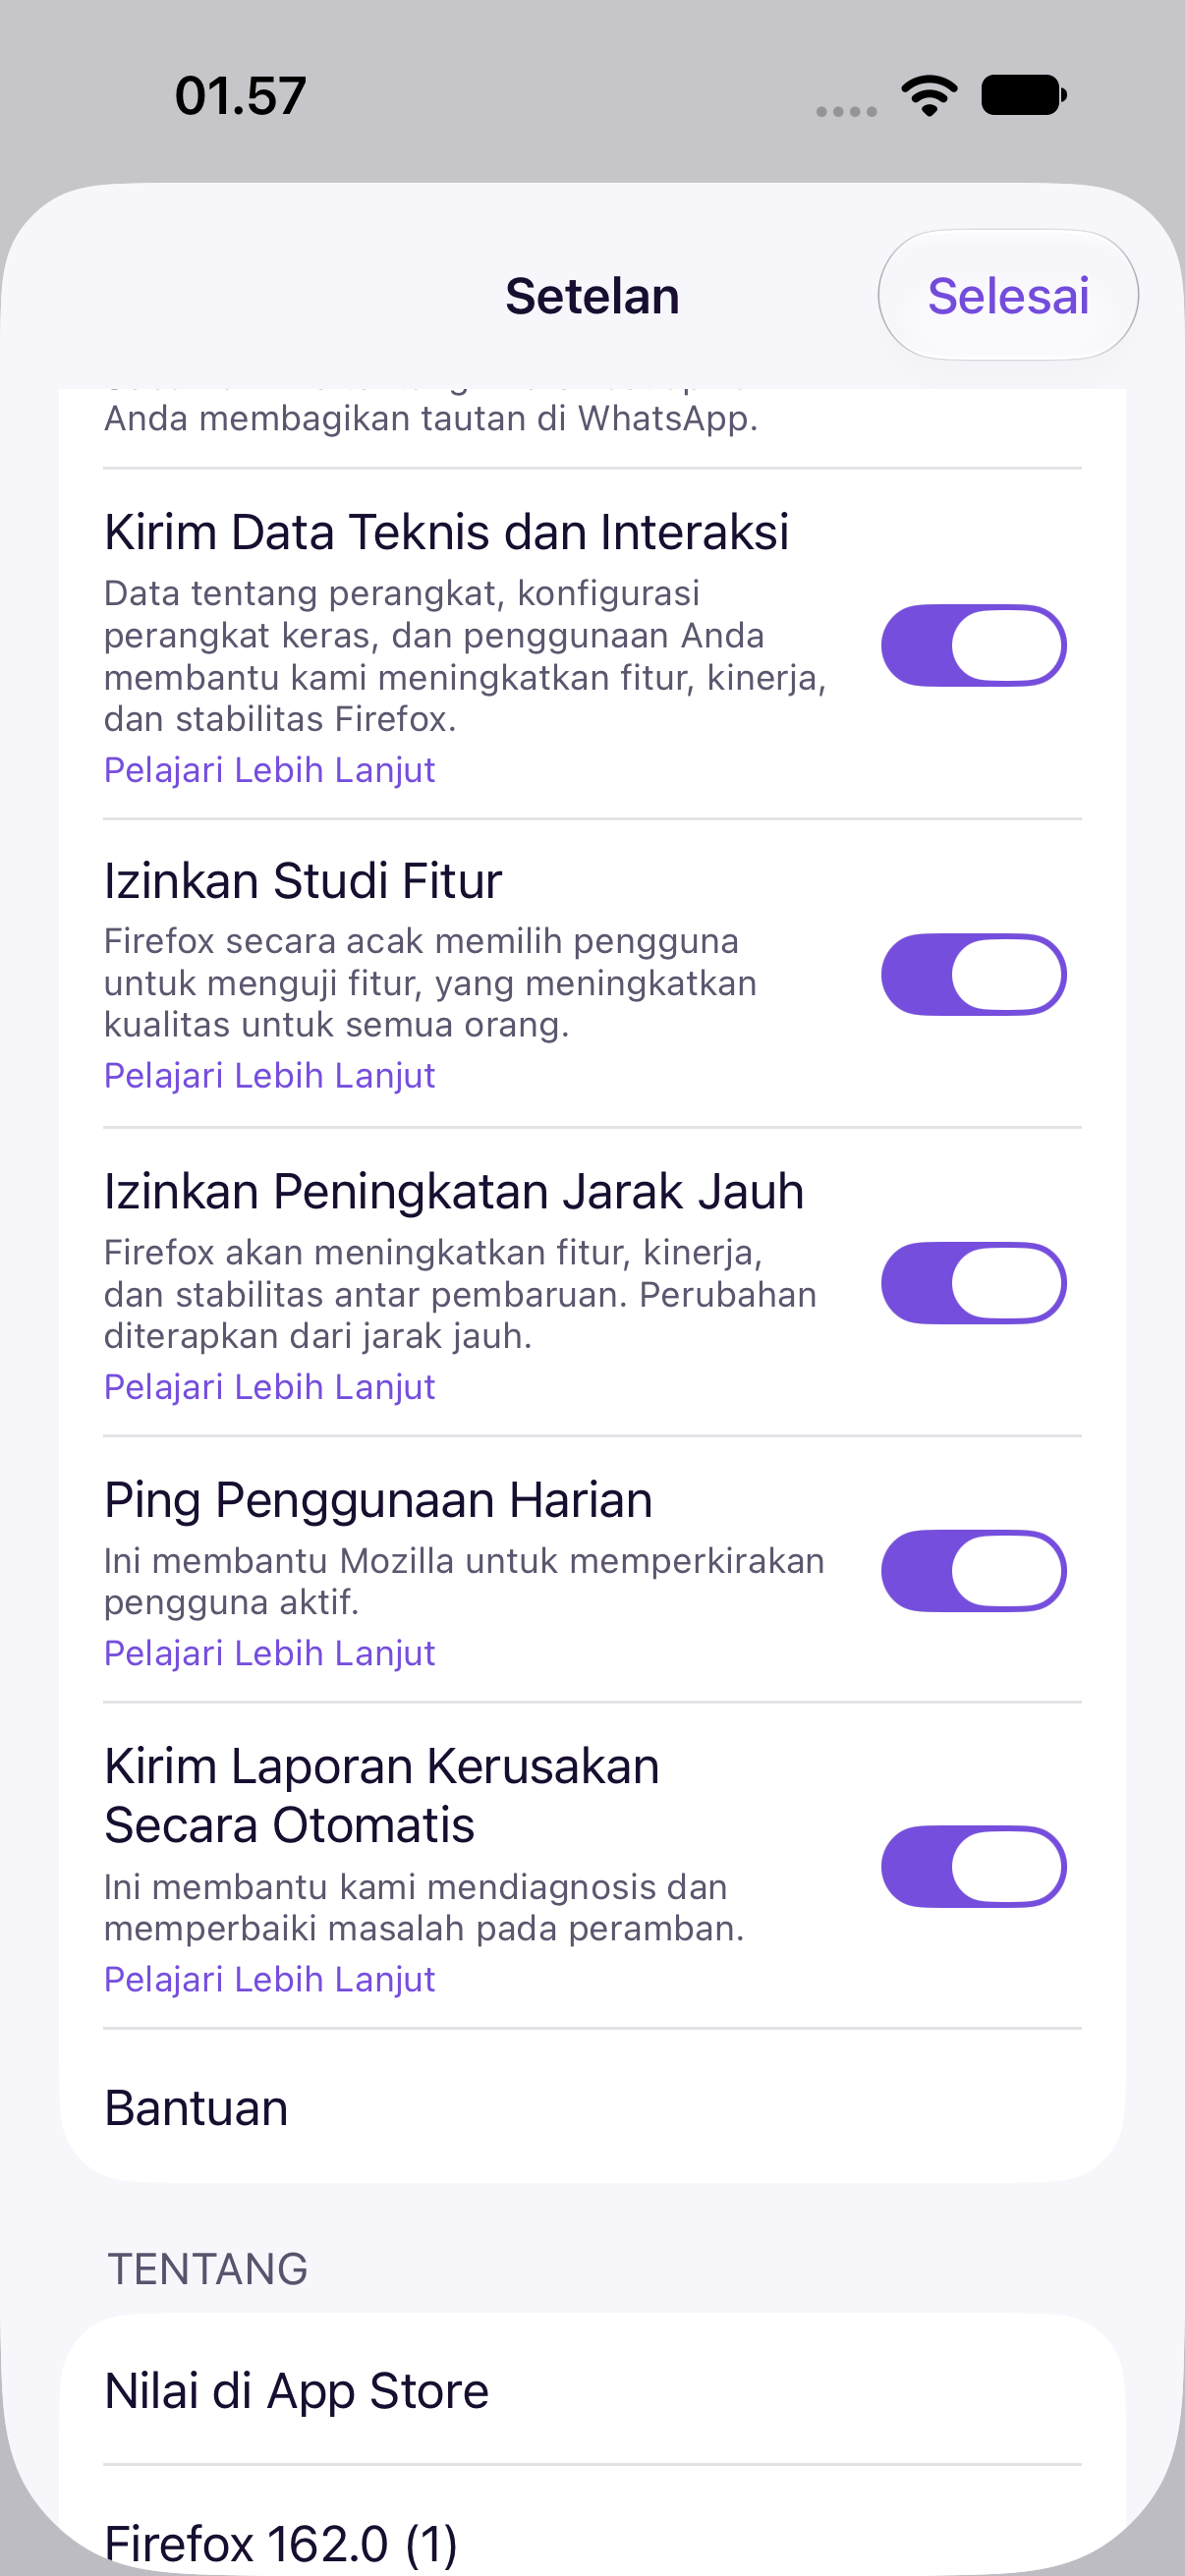 01.57
Setelan
Selesai
Anda membagikan tautan di WhatsApp.
Kirim Data Teknis dan Interaksi
Data tentang perangkat, konfigurasi
perangkat keras, dan penggunaan Anda
membantu kami meningkatkan fitur, kinerja,
dan stabilitas Firefox.
Pelajari Lebih Lanjut
Izinkan Studi Fitur
Firefox secara acak memilih pengguna
untuk menguji fitur, yang meningkatkan
kualitas untuk semua orang.
Pelajari Lebih Lanjut
Izinkan Peningkatan Jarak Jauh
Firefox akan meningkatkan fitur, kinerja,
dan stabilitas antar pembaruan. Perubahan
diterapkan dari jarak jauh.
Pelajari Lebih Lanjut
Ping Penggunaan Harian
Ini membantu Mozilla untuk memperkirakan
pengguna aktif.
Pelajari Lebih Lanjut
Kirim Laporan Kerusakan
Secara Otomatis
Ini membantu kami mendiagnosis dan
memperbaiki masalah pada peramban.
Pelajari Lebih Lanjut
Bantuan
TENTANG
Nilai di App Store
Firefox 162.0 (1)